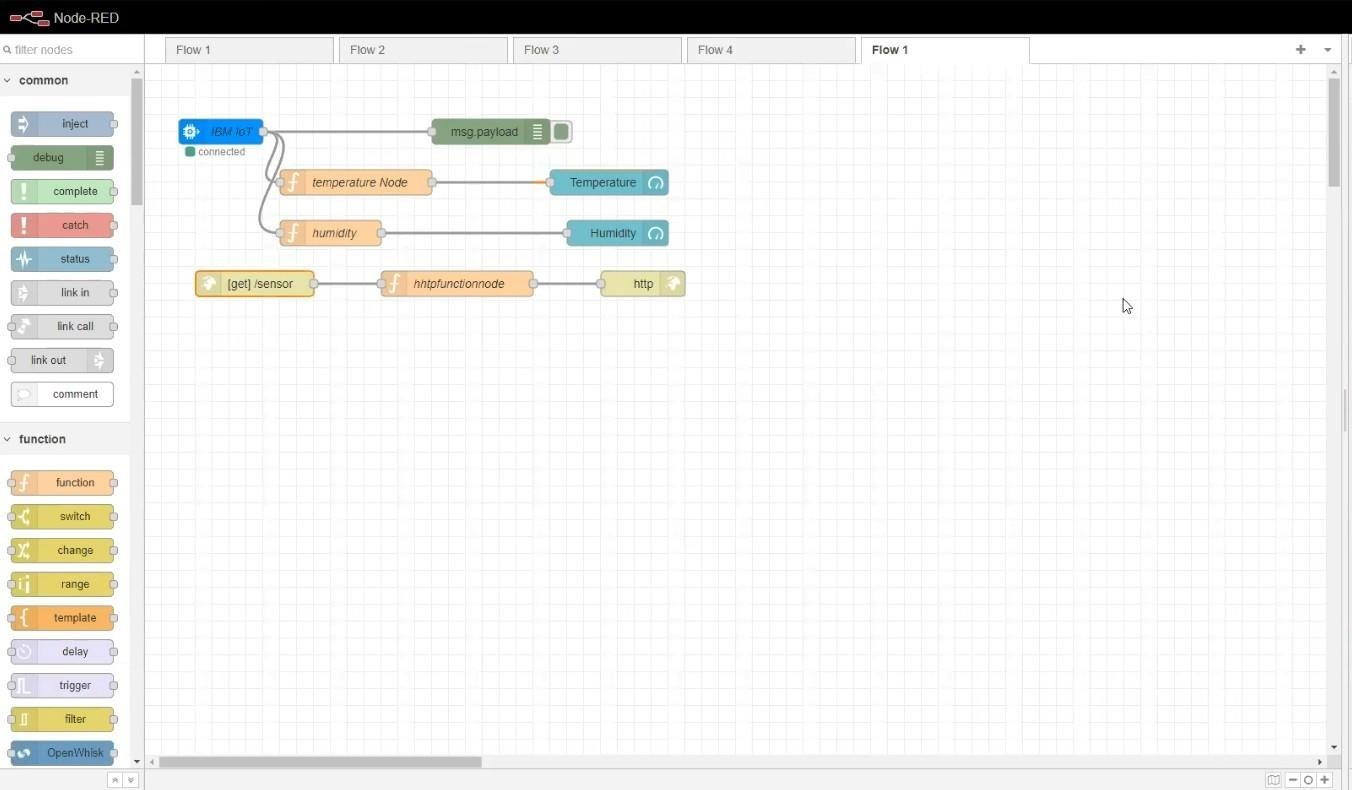 Node-RED
filter nodes
Flow 1
Flow 2
Flow 3
Flow 4
Flow 1
common
inject
debug
complete
catch
status
link in
link call
link out
comment
function
function
switch
change
range
template
delay
trigger
filter
OpenWhisk
IBM IoT
connected
msg.payload
temperature Node
Temperature
humidity
Humidity
[get] /sensor
hhtpfunctionnode
http